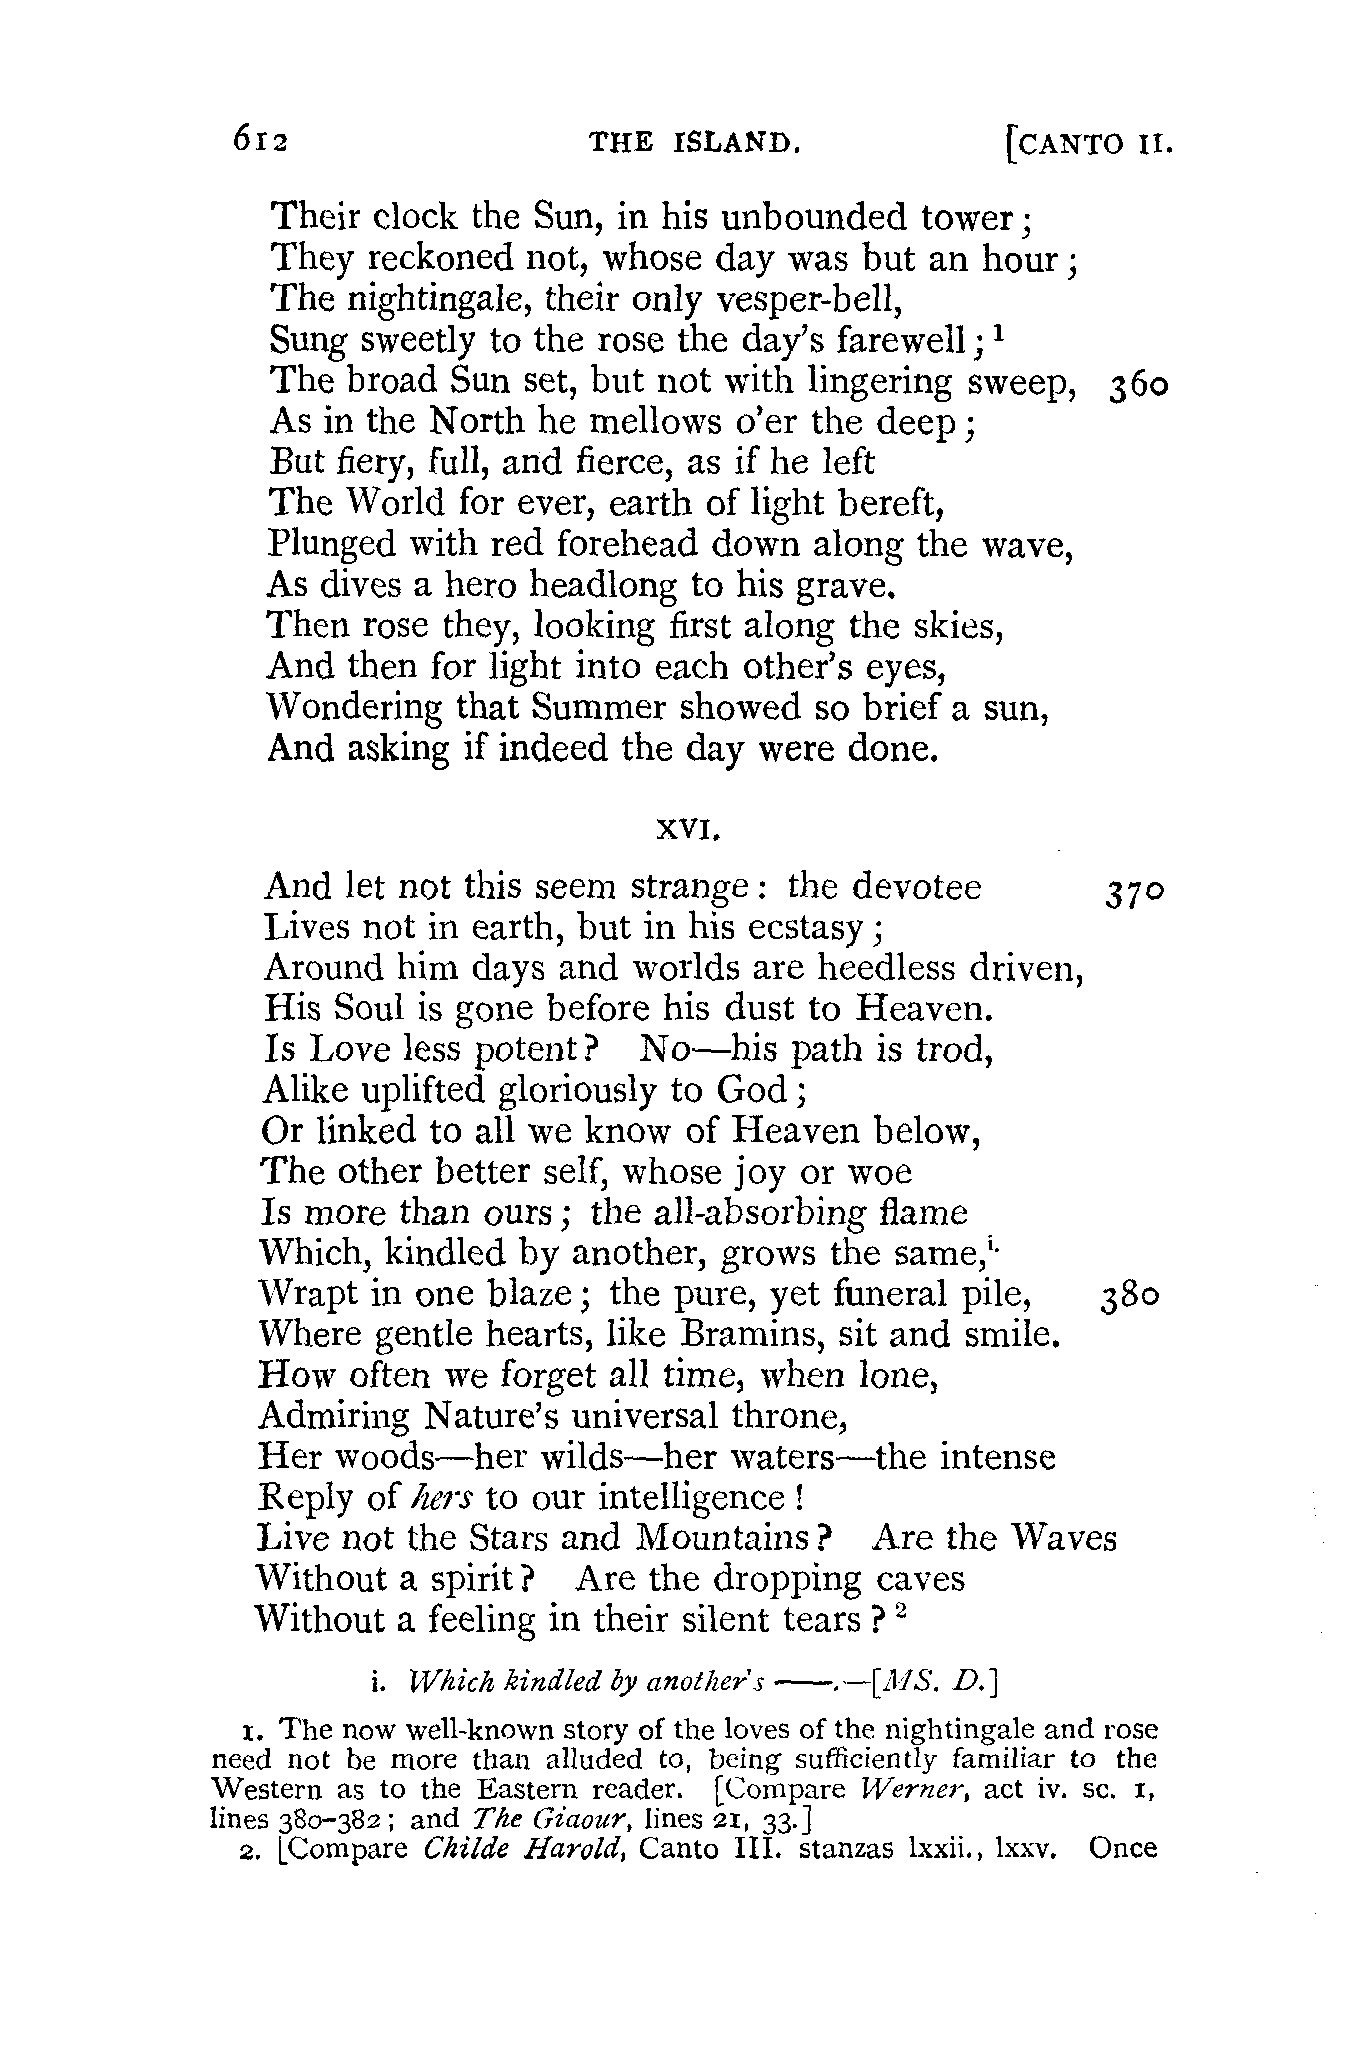 612 THE ISLAND. [CANTO II.
Their clock the Sun, in his unbounded tower;
They reckoned not, whose day was but an hour;
The nightingale, their only vesper-bell,
Sung sweetly to the rose the day's farewell; 1
The broad Sun set, but not with lingering sweep, 360
As in the North he mellows o'er the deep;
But fiery, full, and fierce, as if he left
The World for ever, earth of light bereft,
Plunged with red forehead down along the wave,
As dives a hero headlong to his grave.
Then rose they, looking first along the skies,
And then for light into each other's eyes,
Wondering that Summer showed so brief a sun,
And asking if indeed the day were done.
XVI.
And let not this seem strange: the devotee 370
Lives not in earth, but in his ecstasy;
Around him days and worlds are heedless driven,
His Soul is gone before his dust to Heaven.
Is Love less potent? No—his path is trod,
Alike uplifted gloriously to God;
Or linked to all we know of Heaven below,
The other better self, whose joy or woe
Is more than ours; the all-absorbing flame
Which, kindled by another, grows the same,i.
Wrapt in one blaze; the pure, yet funeral pile, 380
Where gentle hearts, like Bramins, sit and smile.
How often we forget all time, when lone,
Admiring Nature's universal throne,
Her woods—her wilds—her waters—the intense
Reply of hers to our intelligence!
Live not the Stars and Mountains? Are the Waves
Without a spirit? Are the dropping caves
Without a feeling in their silent tears? 2
i. Which kindled by another's ——.—[MS. D.]
1. The now well-known story of the loves of the nightingale and rose
need not be more than alluded to, being sufficiently familiar to the
Western as to the Eastern reader. [Compare Werner, act iv. sc. 1,
lines 380-382; and The Giaour, lines 21, 33.]
2. [Compare Childe Harold, Canto III. stanzas lxxii., lxxv. Once